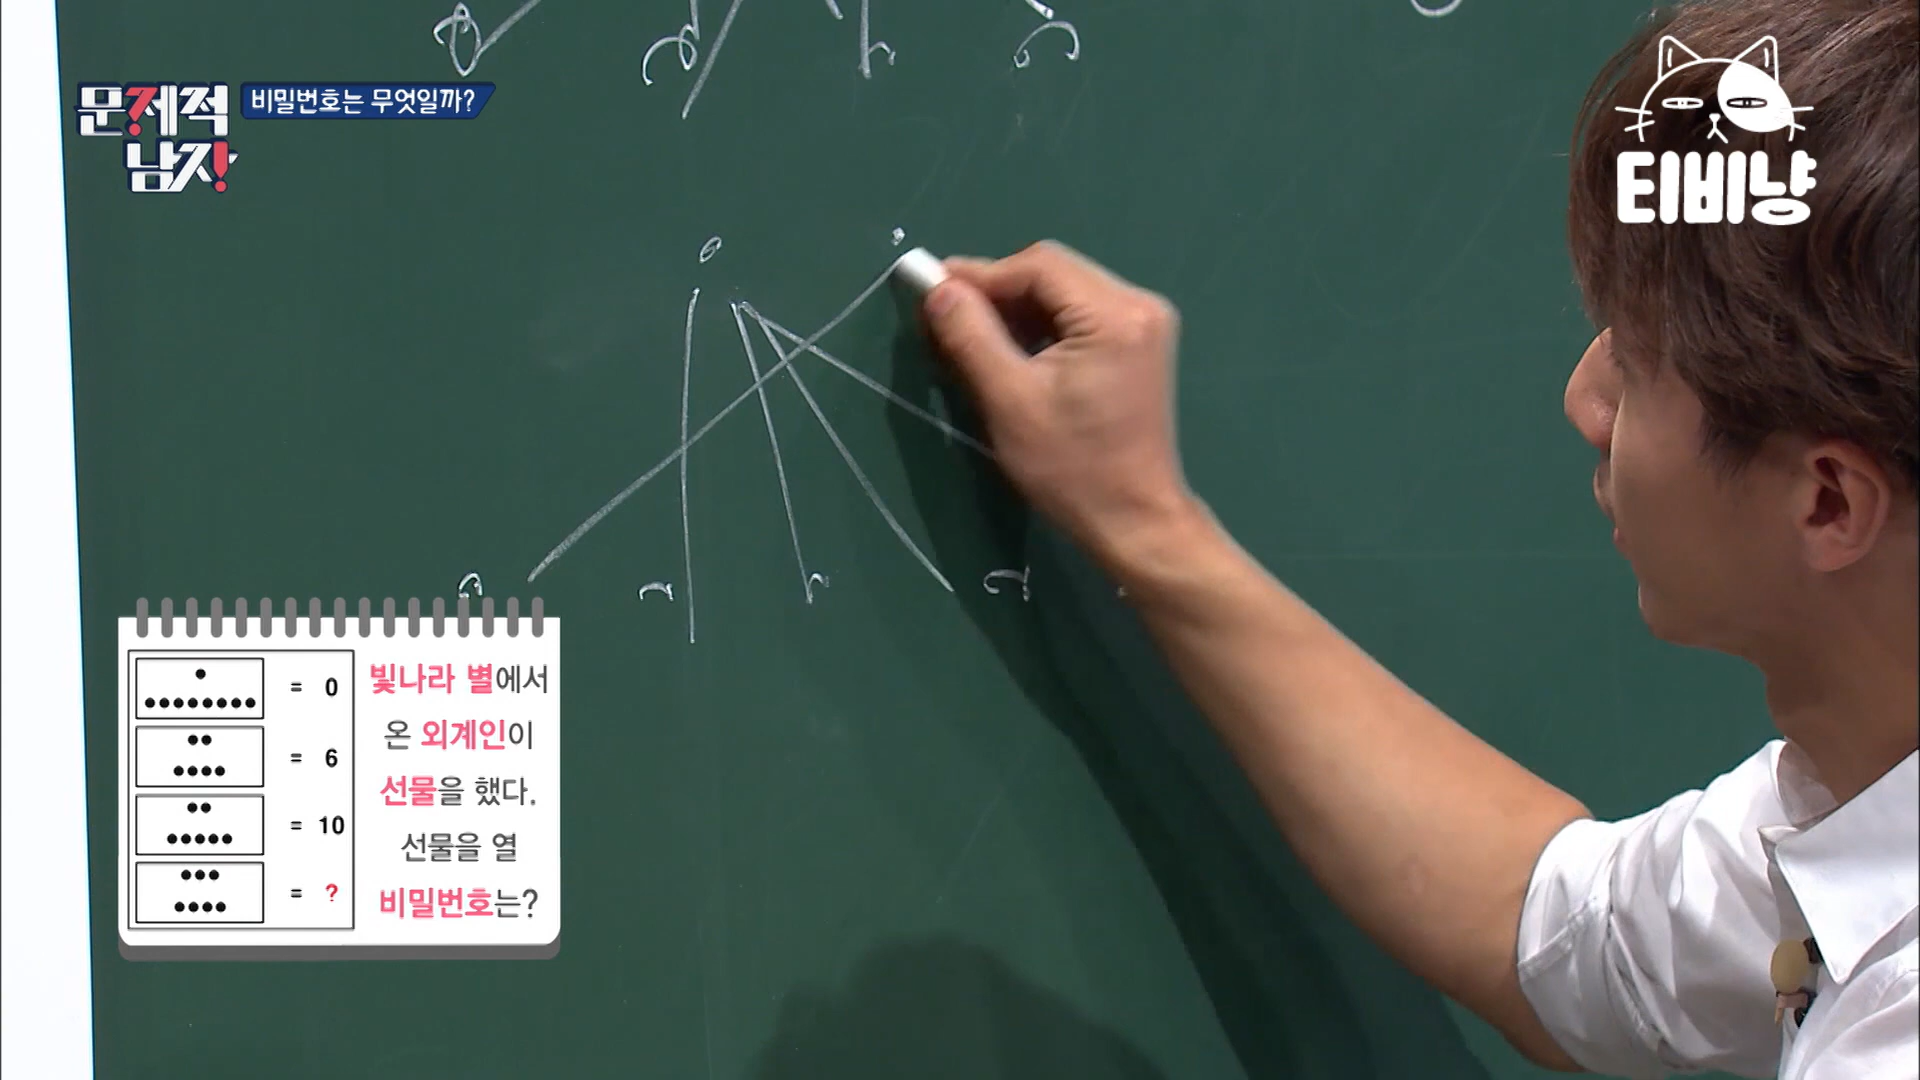 문제적
남자
비밀번호는 무엇일까?
티비냥
= 0
= 6
= 10
= ?
빛나라 별에서
온 외계인이
선물을 했다.
선물을 열
비밀번호는?